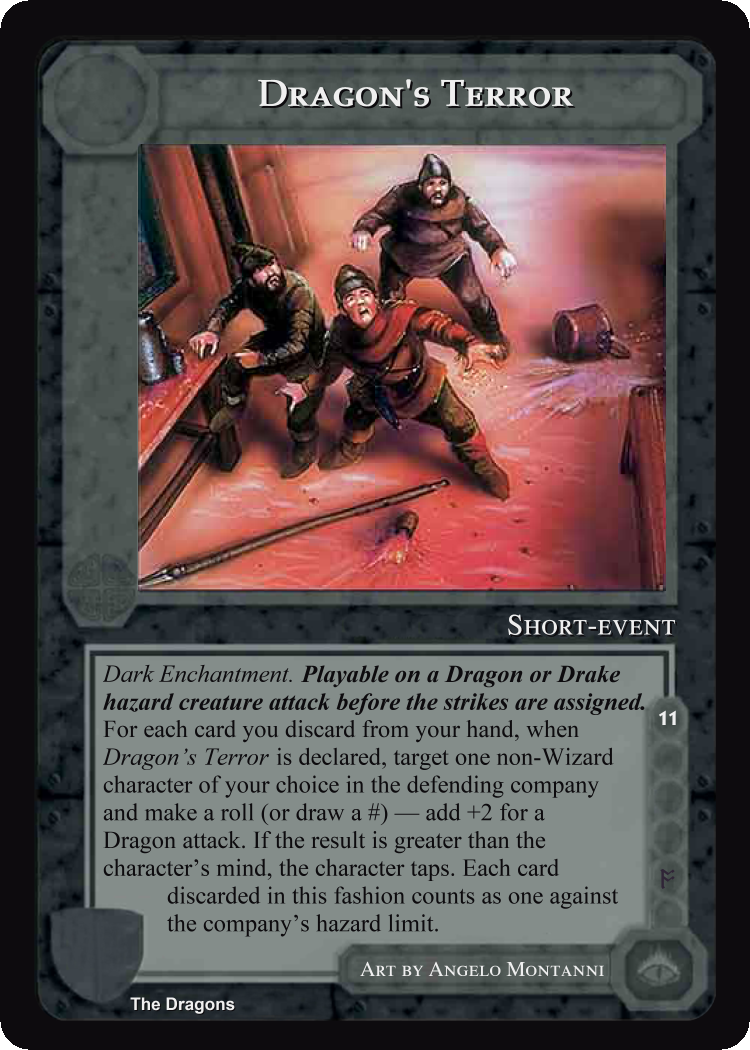 Dragon's Terror
Short-event
Dark Enchantment. Playable on a Dragon or Drake
hazard creature attack before the strikes are assigned.
For each card you discard from your hand, when
Dragon's Terror is declared, target one non-Wizard
character of your choice in the defending company
and make a roll (or draw a #) — add +2 for a
Dragon attack. If the result is greater than the
character's mind, the character taps. Each card
discarded in this fashion counts as one against
the company's hazard limit.
11
Art by Angelo Montanni
The Dragons